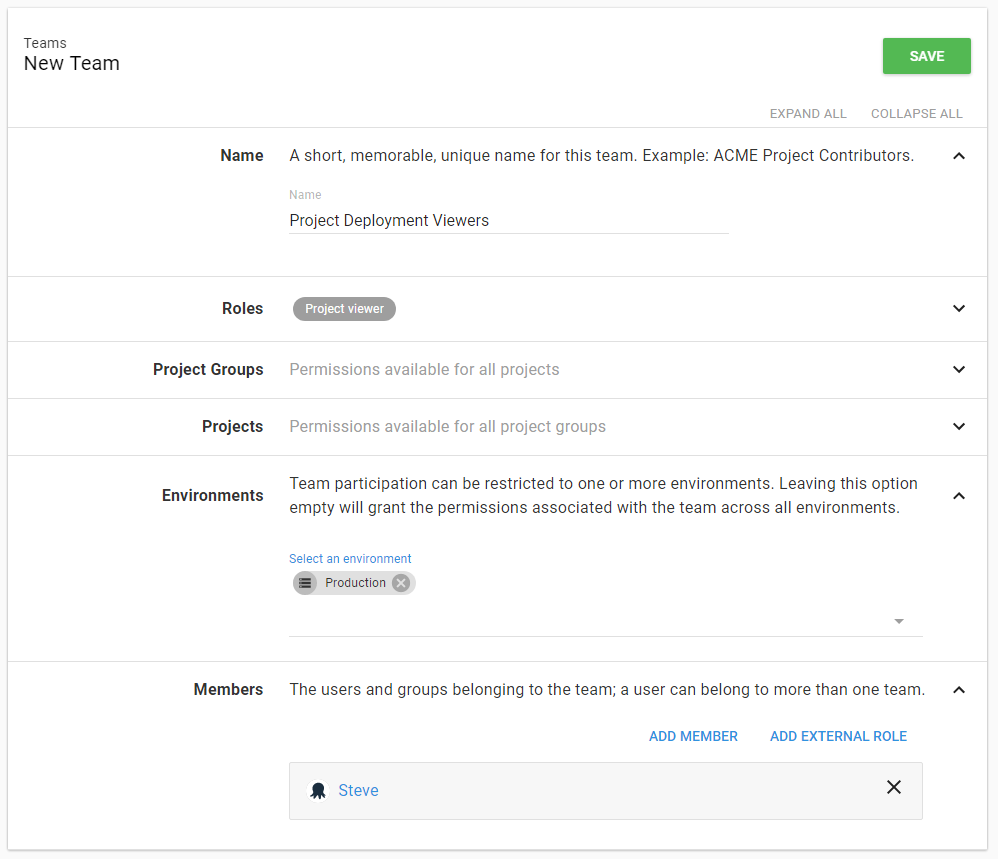 Teams
New Team
SAVE
EXPAND ALL COLLAPSE ALL
Name A short, memorable, unique name for this team. Example: ACME Project Contributors.
Name
Project Deployment Viewers
Roles Project viewer
Project Groups Permissions available for all projects
Projects Permissions available for all project groups
Environments Team participation can be restricted to one or more environments. Leaving this option
empty will grant the permissions associated with the team across all environments.
Select an environment
Production
Members The users and groups belonging to the team; a user can belong to more than one team.
ADD MEMBER ADD EXTERNAL ROLE
Steve